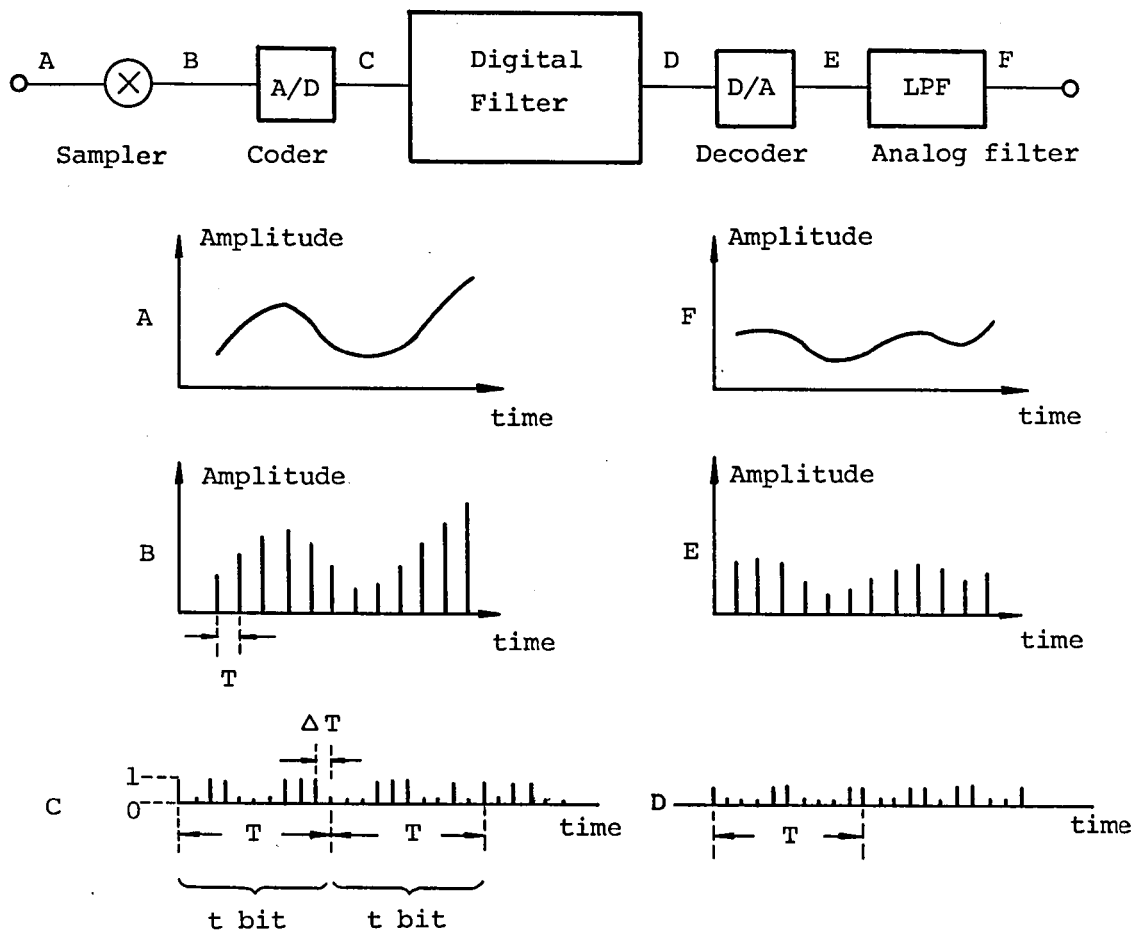 A B C Digital Filter D E F
A/D D/A LPF
Sampler Coder Decoder Analog filter
Amplitude
A
time
Amplitude
F
time
Amplitude
B
time
T
Amplitude
E
time
ΔT
1
0
C
time
T T
t bit t bit
D
time
T